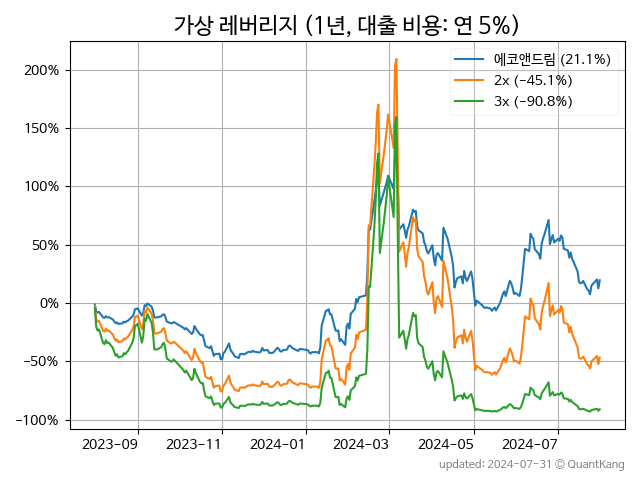 가상 레버리지 (1년, 대출 비용: 연 5%)
에코앤드림 (21.1%)
2x (−45.1%)
3x (−90.8%)
200%
150%
100%
50%
0%
−50%
−100%
2023-09 2023-11 2024-01 2024-03 2024-05 2024-07
updated: 2024-07-31 © QuantKang